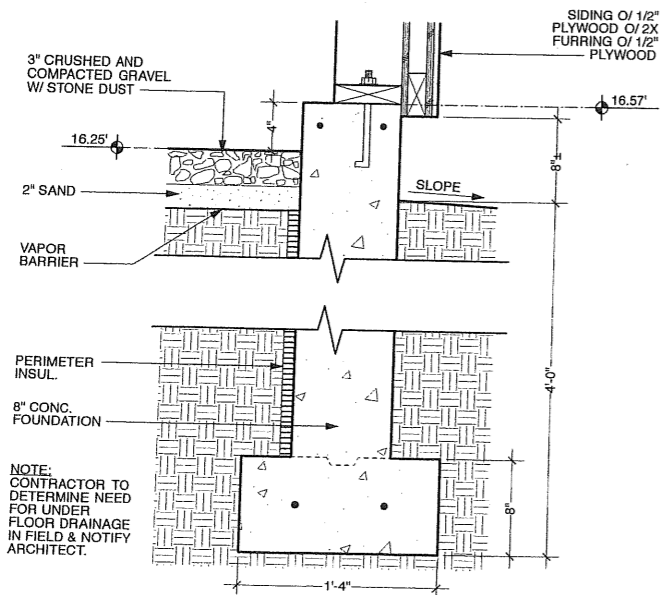 SIDING O/ 1/2"
PLYWOOD O/ 2X
FURRING O/ 1/2"
PLYWOOD
3" CRUSHED AND
COMPACTED GRAVEL
W/ STONE DUST
16.57'
4"
16.25'
8"±
2" SAND
SLOPE
VAPOR
BARRIER
PERIMETER
INSUL.
4'-0"
8" CONC.
FOUNDATION
NOTE:
CONTRACTOR TO
DETERMINE NEED
FOR UNDER
FLOOR DRAINAGE
IN FIELD & NOTIFY
ARCHITECT.
8"
1'-4"